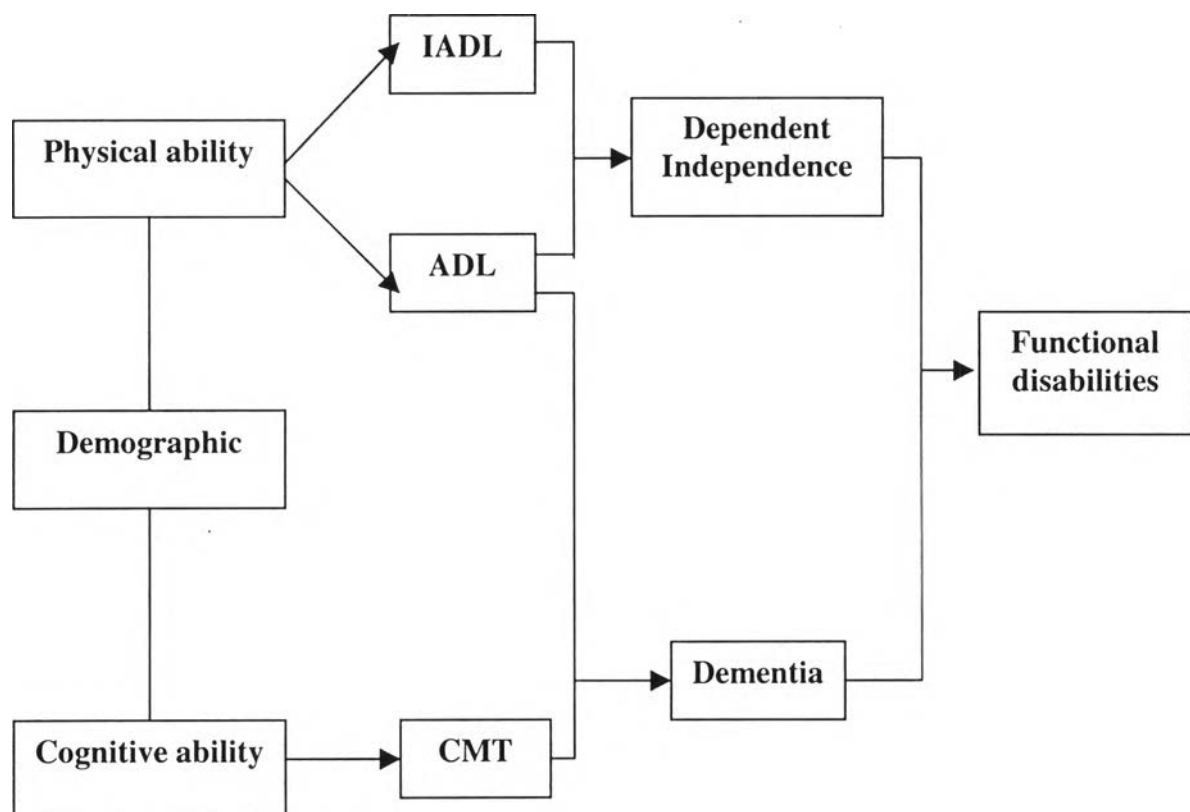 IADL
Physical ability
Dependent
Independence
ADL
Functional
disabilities
Demographic
Dementia
Cognitive ability
CMT